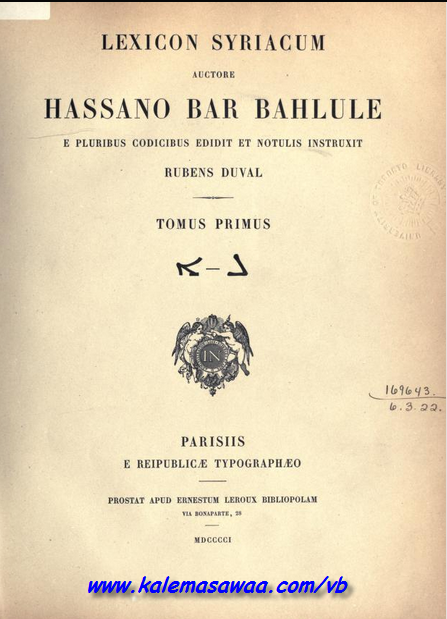 LEXICON SYRIACUM
AUCTORE
HASSANO BAR BAHLULE
E PLURIBUS CODICIBUS EDIDIT ET NOTULIS INSTRUXIT
RUBENS DUVAL
TOMUS PRIMUS
ܐ – ܟ
IN
169643.
6.3.22.
PARISIIS
E REIPUBLICÆ TYPOGRAPHÆO
PROSTAT APUD ERNESTUM LEROUX BIBLIOPOLAM
VIA BONAPARTE, 28
MDCCCCI
www.kalemasawaa.com/vb